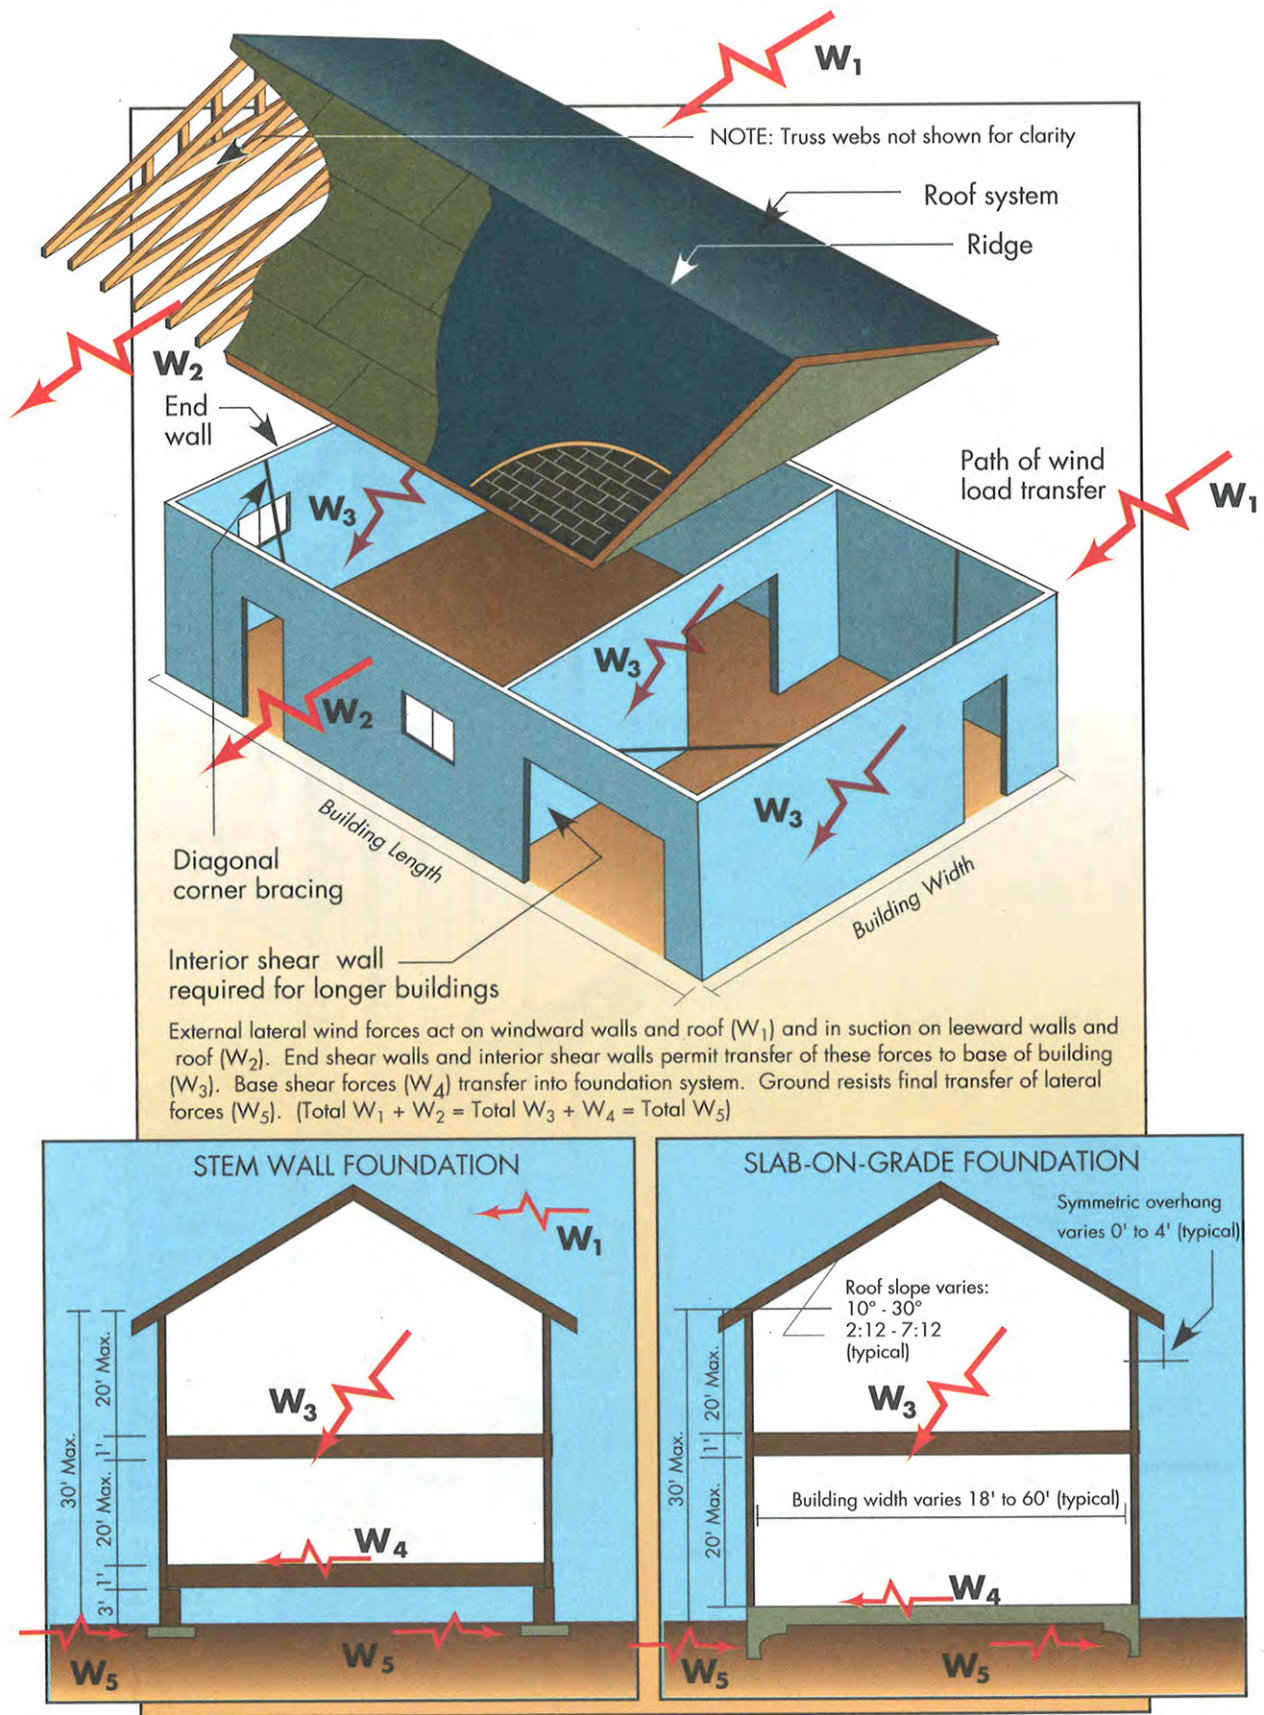 W1
NOTE: Truss webs not shown for clarity
Roof system
Ridge
W2
End
wall
Path of wind
load transfer
W1
W3
W3
W2
W3
Building Length
Building Width
Diagonal
corner bracing
Interior shear wall
required for longer buildings
External lateral wind forces act on windward walls and roof (W1) and in suction on leeward walls and
roof (W2). End shear walls and interior shear walls permit transfer of these forces to base of building
(W3). Base shear forces (W4) transfer into foundation system. Ground resists final transfer of lateral
forces (W5). (Total W1 + W2 = Total W3 + W4 = Total W5)
STEM WALL FOUNDATION
W1
30' Max.
20' Max.
1'
20' Max.
1'
3'
W3
W4
W5
W5
SLAB-ON-GRADE FOUNDATION
Symmetric overhang
varies 0' to 4' (typical)
Roof slope varies:
10° - 30°
2:12 - 7:12
(typical)
30' Max.
20' Max.
1'
20' Max.
W3
Building width varies 18' to 60' (typical)
W4
W5
W5